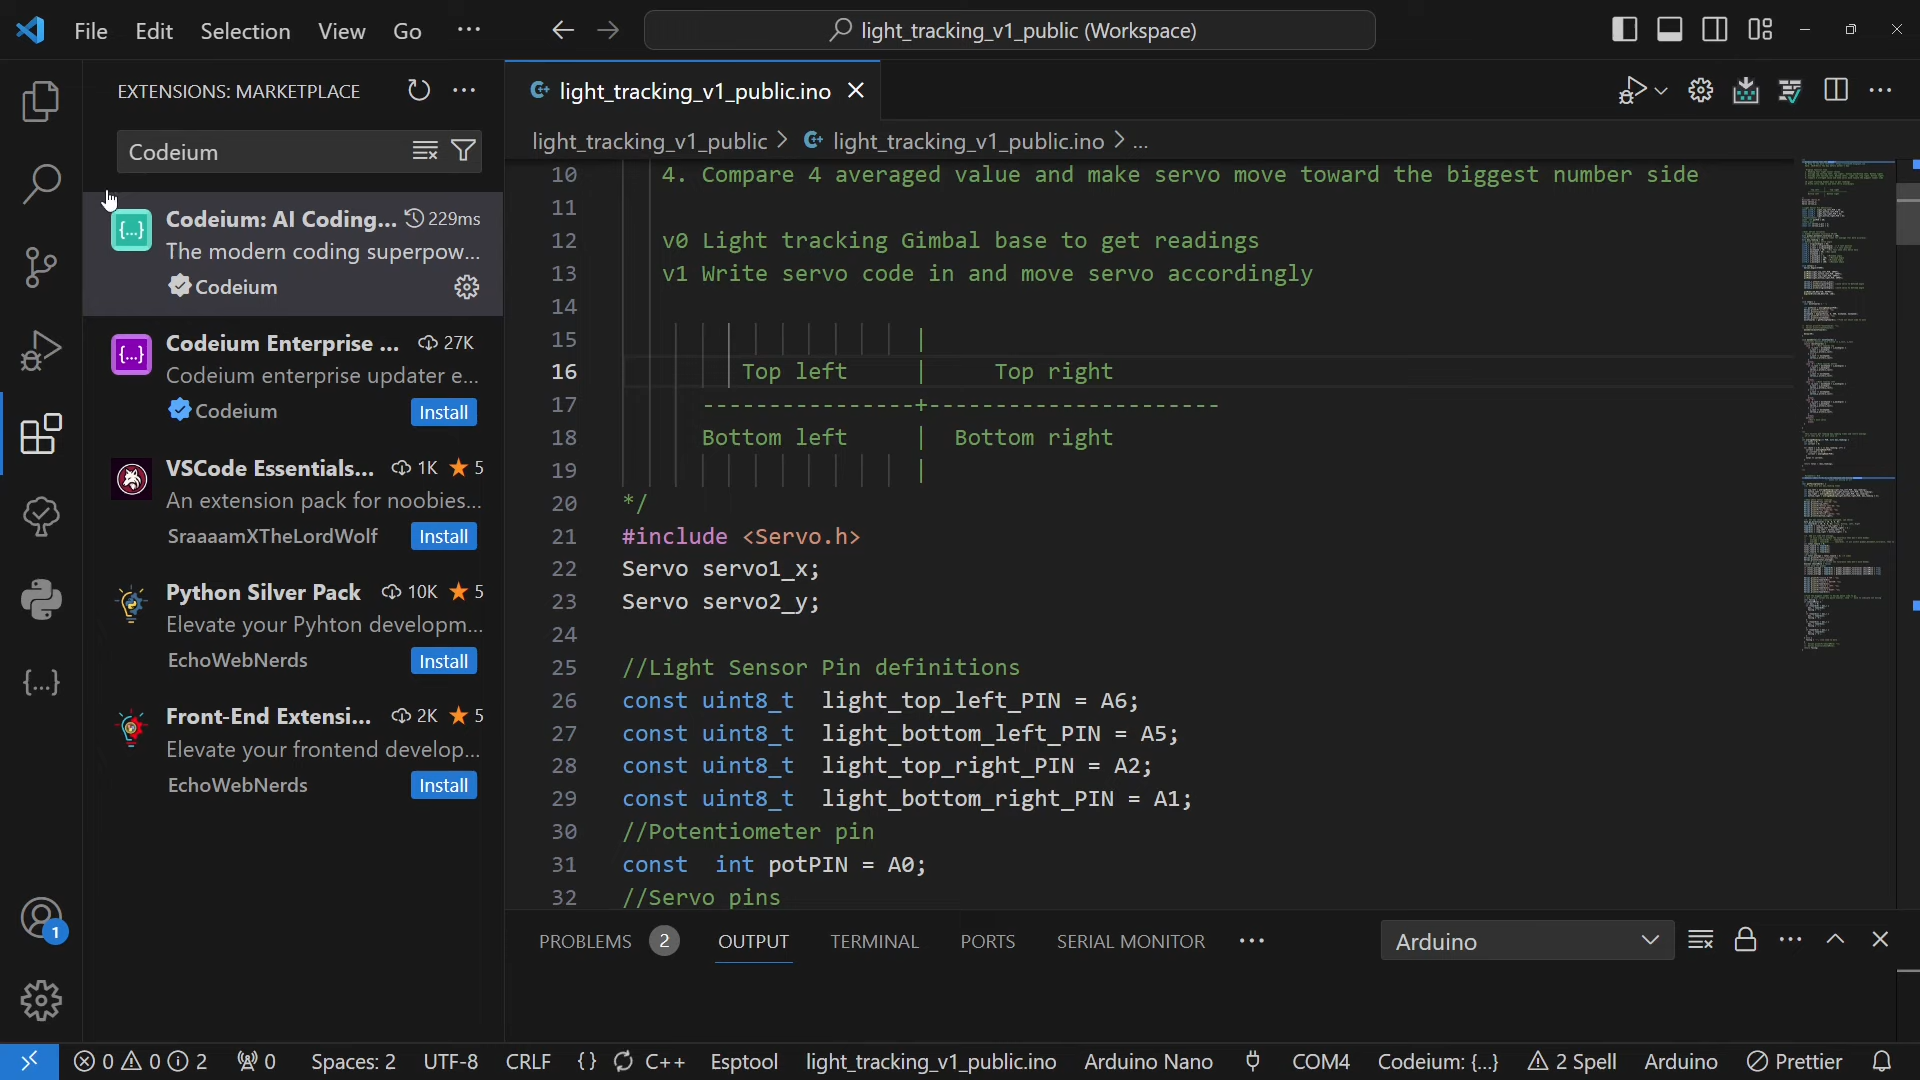 File Edit Selection View Go ...
light_tracking_v1_public (Workspace)
EXTENSIONS: MARKETPLACE
Codeium
Codeium: AI Coding... 229ms
The modern coding superpow...
Codeium
Codeium Enterprise ... 27K
Codeium enterprise updater e...
Codeium Install
VSCode Essentials... 1K 5
An extension pack for noobies...
SraaaamXTheLordWolf Install
Python Silver Pack 10K 5
Elevate your Pyhton developm...
EchoWebNerds Install
Front-End Extensi... 2K 5
Elevate your frontend develop...
EchoWebNerds Install
1
light_tracking_v1_public.ino
light_tracking_v1_public > light_tracking_v1_public.ino > ...
10 4. Compare 4 averaged value and make servo move toward the biggest number side
11
12 v0 Light tracking Gimbal base to get readings
13 v1 Write servo code in and move servo accordingly
14
15 |
16 Top left | Top right
17 ----------------+----------------------
18 Bottom left | Bottom right
19 |
20 */
21 #include <Servo.h>
22 Servo servo1_x;
23 Servo servo2_y;
24
25 //Light Sensor Pin definitions
26 const uint8_t light_top_left_PIN = A6;
27 const uint8_t light_bottom_left_PIN = A5;
28 const uint8_t light_top_right_PIN = A2;
29 const uint8_t light_bottom_right_PIN = A1;
30 //Potentiometer pin
31 const int potPIN = A0;
32 //Servo pins
PROBLEMS 2 OUTPUT TERMINAL PORTS SERIAL MONITOR ... Arduino
0 0 2 0 Spaces: 2 UTF-8 CRLF {} C++ Esptool light_tracking_v1_public.ino Arduino Nano COM4 Codeium: {...} 2 Spell Arduino Prettier